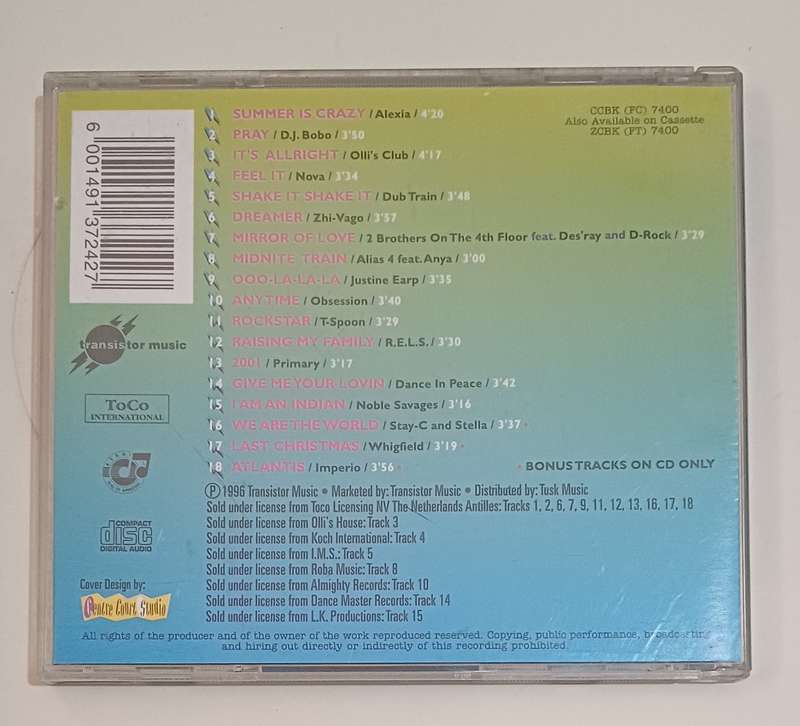 1 SUMMER IS CRAZY / Alexia / 4'20
2 PRAY / D.J. Bobo / 3'50
3 IT'S ALLRIGHT / Olli's Club / 4'17
4 FEEL IT / Nova / 3'34
5 SHAKE IT SHAKE IT / Dub Train / 3'48
6 DREAMER / Zhi-Vago / 3'57
7 MIRROR OF LOVE / 2 Brothers On The 4th Floor feat. Des'ray and D-Rock / 3'29
8 MIDNITE TRAIN / Alias 4 feat. Anya / 3'00
9 OOO-LA-LA-LA / Justine Earp / 3'35
10 ANYTIME / Obsession / 3'40
11 ROCKSTAR / T-Spoon / 3'29
12 RAISING MY FAMILY / R.E.L.S. / 3'30
13 2001 / Primary / 3'17
14 GIVE ME YOUR LOVIN / Dance In Peace / 3'42
15 I AM AN INDIAN / Noble Savages / 3'16
16 WE ARE THE WORLD / Stay-C and Stella / 3'37 •
17 LAST CHRISTMAS / Whigfield / 3'19 •
18 ATLANTIS / Imperio / 3'56 •
• BONUS TRACKS ON CD ONLY
CCBK (FC) 7400
Also Available on Cassette
ZCBK (FT) 7400
6 001491 372427
transistor music
ToCo
INTERNATIONAL
COMPACT
disc
DIGITAL AUDIO
Cover Design by:
Centre Court Studio
Ⓟ 1996 Transistor Music • Marketed by: Transistor Music • Distributed by: Tusk Music
Sold under license from Toco Licensing NV The Netherlands Antilles: Tracks 1, 2, 6, 7, 9, 11, 12, 13, 16, 17, 18
Sold under license from Olli's House: Track 3
Sold under license from Koch International: Track 4
Sold under license from I.M.S.: Track 5
Sold under license from Roba Music: Track 8
Sold under license from Almighty Records: Track 10
Sold under license from Dance Master Records: Track 14
Sold under license from L.K. Productions: Track 15
All rights of the producer and of the owner of the work reproduced reserved. Copying, public performance, broadcasting
and hiring out directly or indirectly of this recording prohibited.